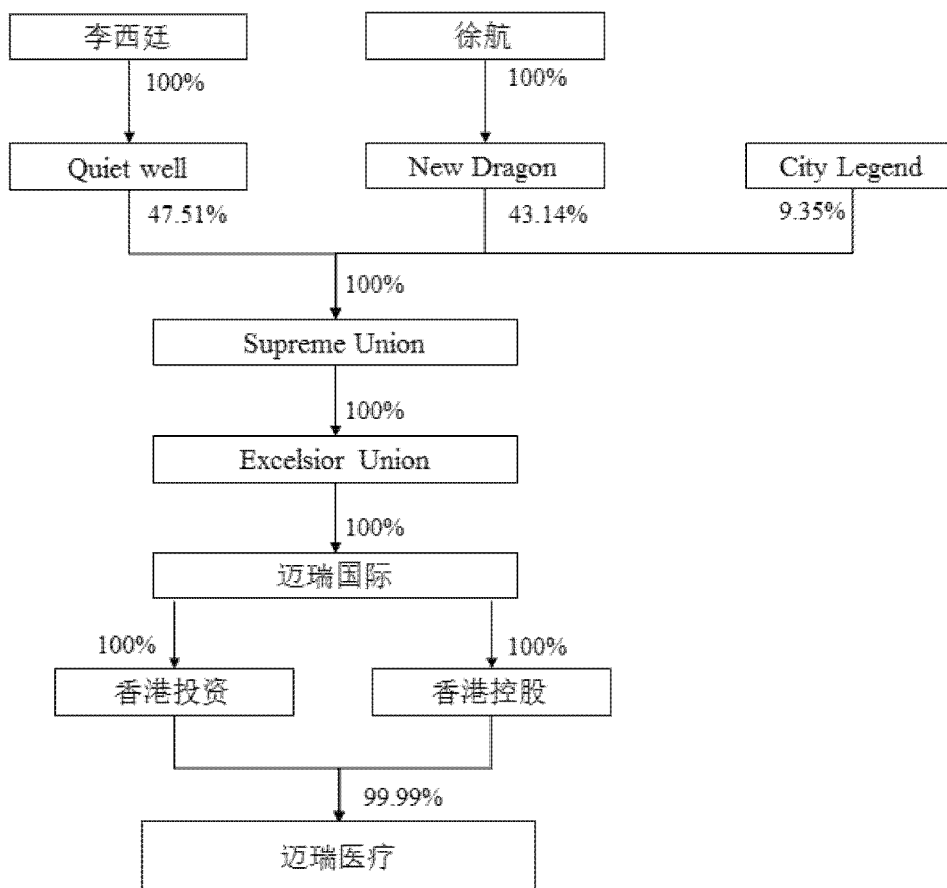 李西廷
徐航
100%
100%
Quiet well
New Dragon
City Legend
47.51%
43.14%
9.35%
100%
Supreme Union
100%
Excelsior Union
100%
迈瑞国际
100%
100%
香港投资
香港控股
99.99%
迈瑞医疗